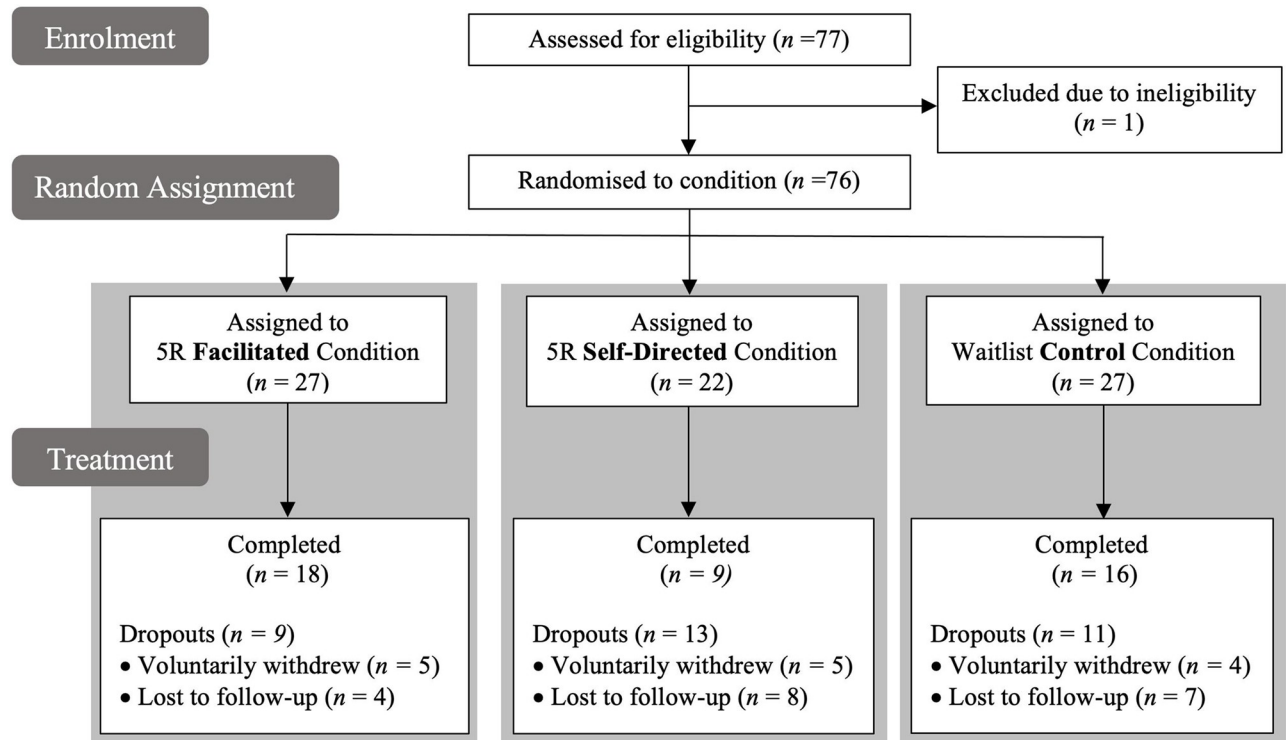 Enrolment
Assessed for eligibility (n =77)
Excluded due to ineligibility
(n = 1)
Random Assignment
Randomised to condition (n =76)
Assigned to
5R Facilitated Condition
(n = 27)
Assigned to
5R Self-Directed Condition
(n = 22)
Assigned to
Waitlist Control Condition
(n = 27)
Treatment
Completed
(n = 18)
Dropouts (n = 9)
• Voluntarily withdrew (n = 5)
• Lost to follow-up (n = 4)
Completed
(n = 9)
Dropouts (n = 13)
• Voluntarily withdrew (n = 5)
• Lost to follow-up (n = 8)
Completed
(n = 16)
Dropouts (n = 11)
• Voluntarily withdrew (n = 4)
• Lost to follow-up (n = 7)